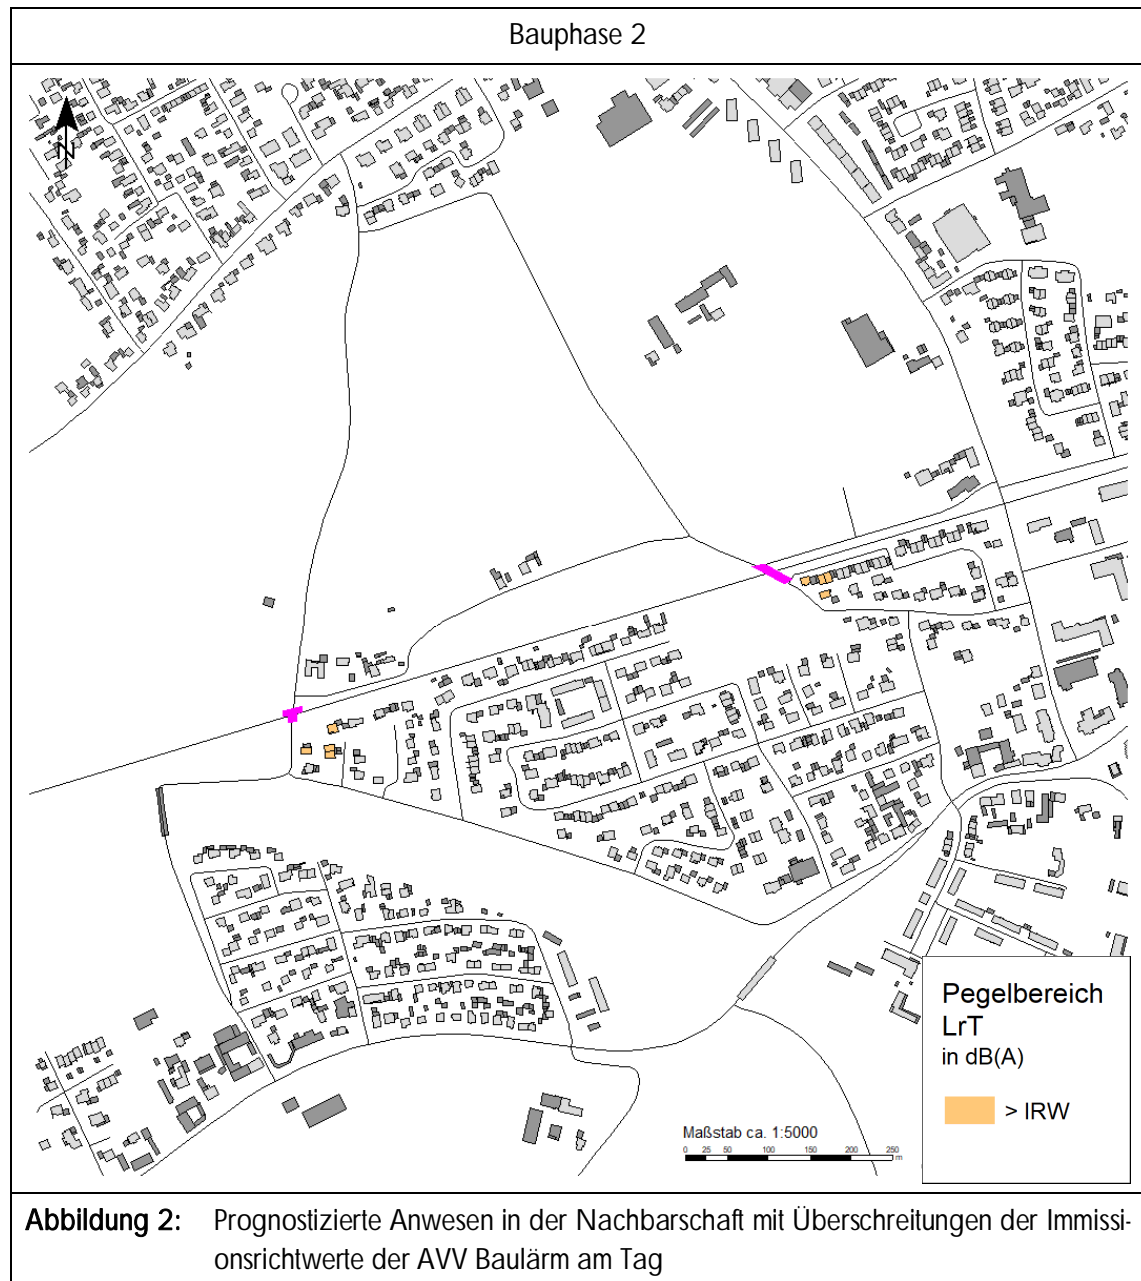 Bauphase 2
N
Pegelbereich
LrT
in dB(A)
> IRW
Maßstab ca. 1:5000
0 25 50 100 150 200 250
m
Abbildung 2: Prognostizierte Anwesen in der Nachbarschaft mit Überschreitungen der Immissi-
onsrichtwerte der AVV Baulärm am Tag